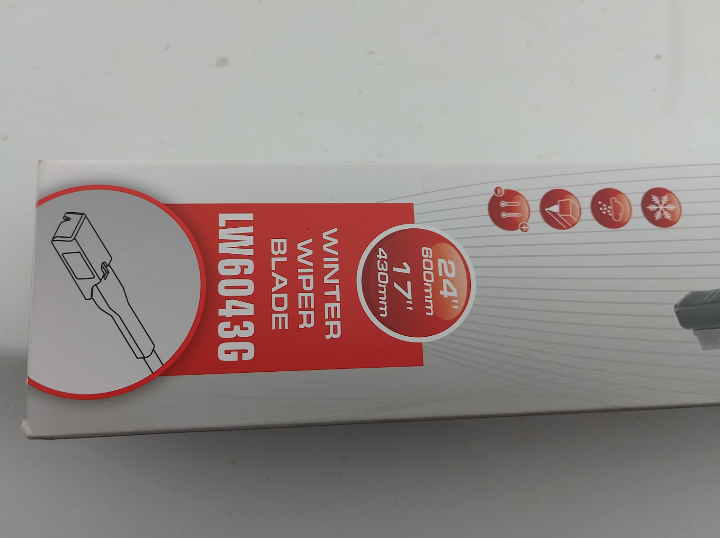 24"
600mm
17"
430mm
WINTER
WIPER
BLADE
LW6043G